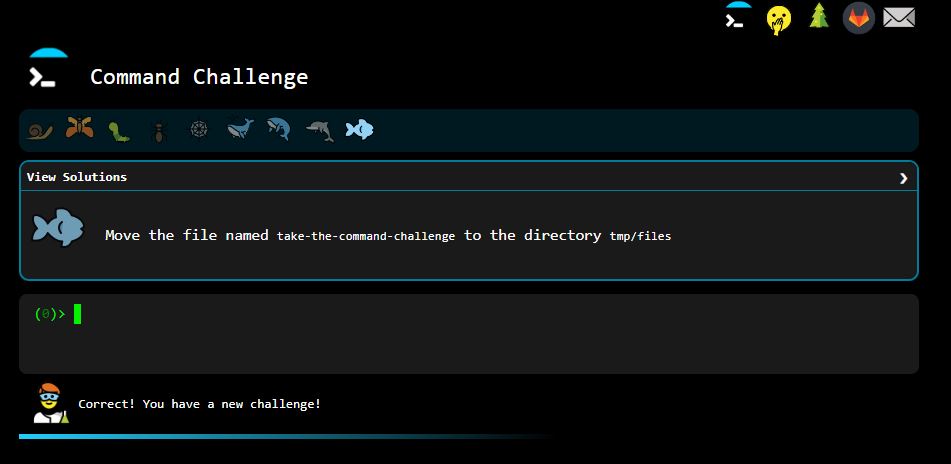 Command Challenge
View Solutions
Move the file named take-the-command-challenge to the directory tmp/files
(0)>
Correct! You have a new challenge!